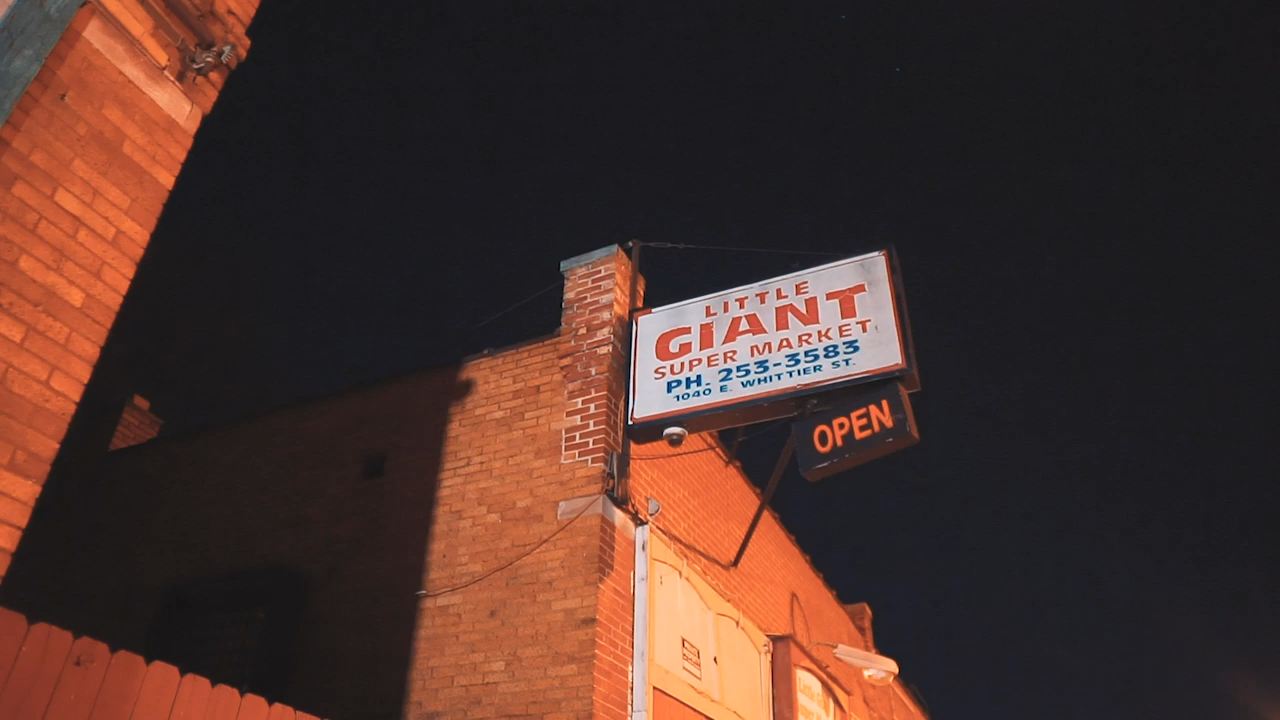 LITTLE
GIANT
SUPER MARKET
PH. 253-3583
1040 E. WHITTIER ST.
OPEN